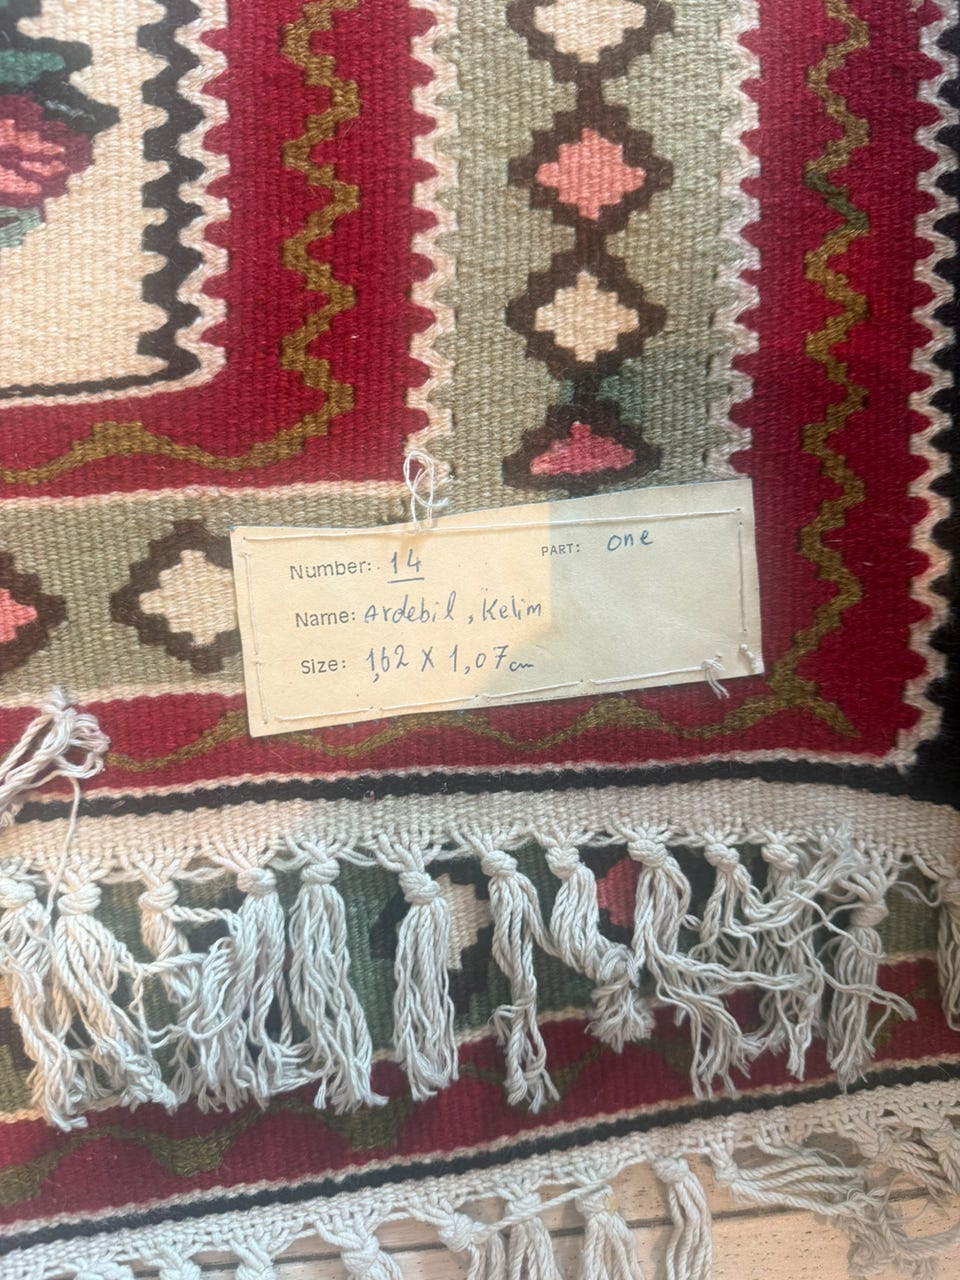 Number: 14 PART: one
Name: Ardebil, Kelim
Size: 1,62 X 1,07 cm